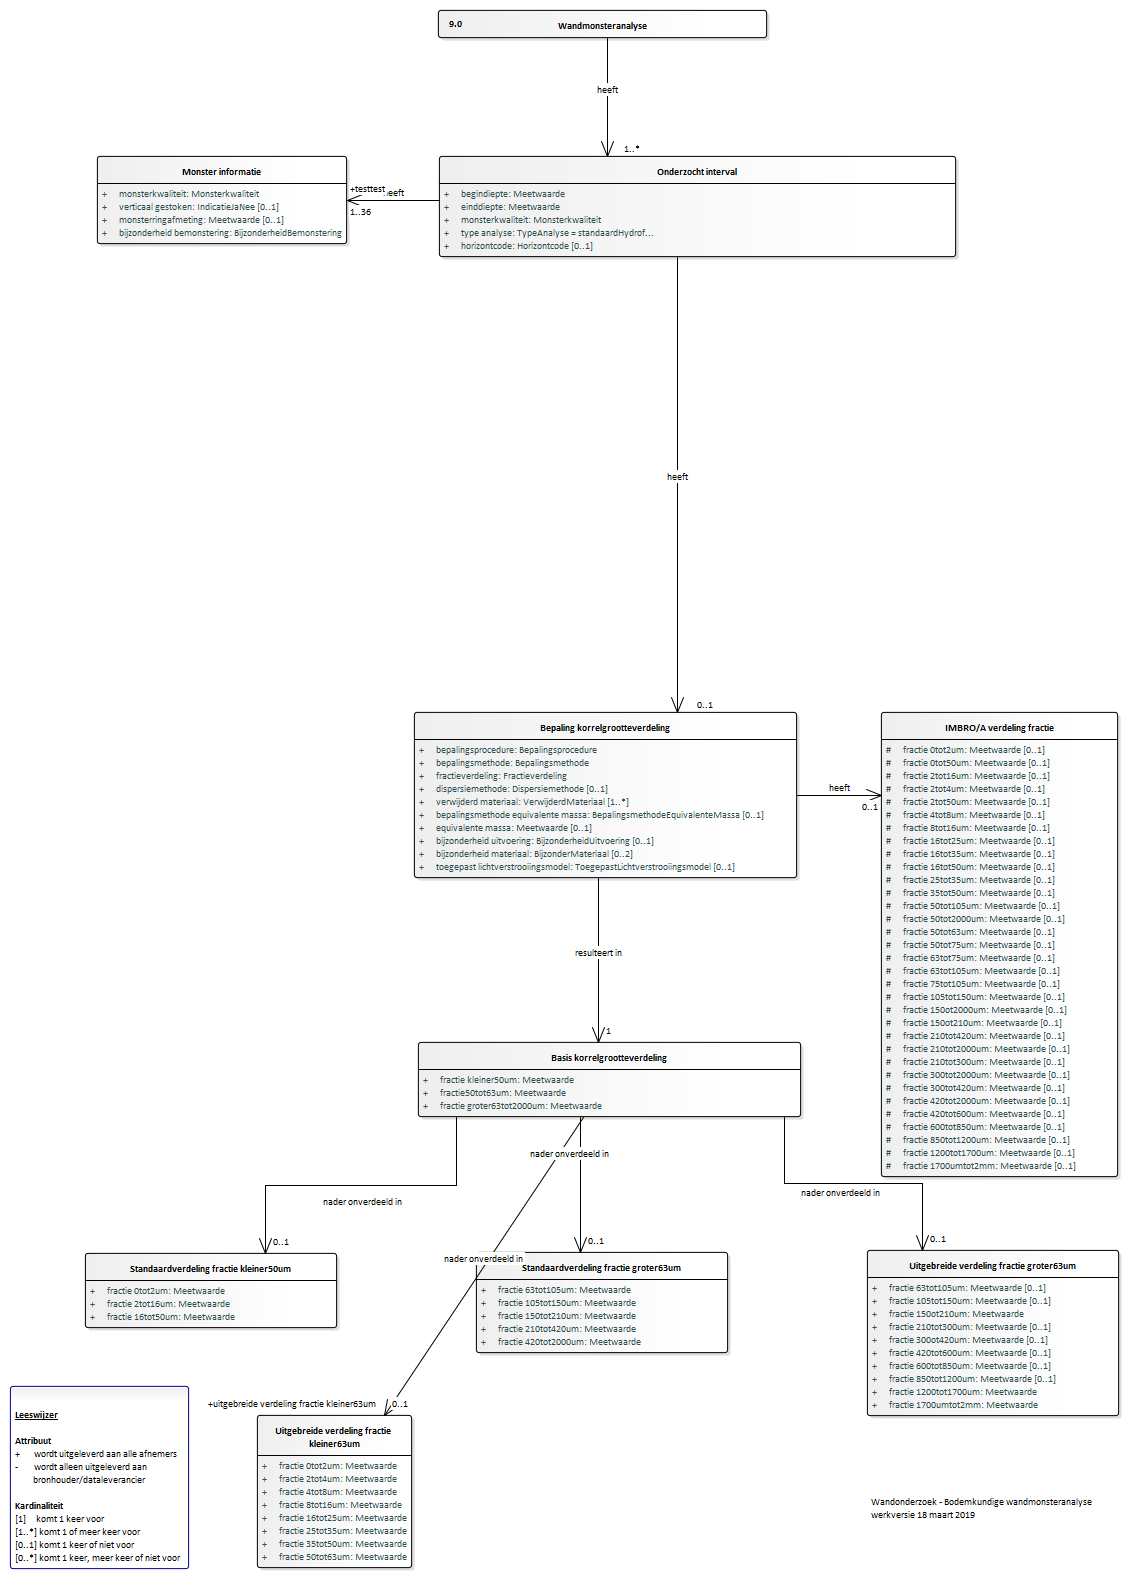 9.0 Wandmonsteranalyse
heeft
1..*
Monster informatie
+ monsterkwaliteit: Monsterkwaliteit
+ verticaal gestoken: IndicatieJaNee [0..1]
+ monsterringafmeting: Meetwaarde [0..1]
+ bijzonderheid bemonstering: BijzonderheidBemonstering
+testtest
1..36
Onderzocht interval
+ begindiepte: Meetwaarde
+ einddiepte: Meetwaarde
+ monsterkwaliteit: Monsterkwaliteit
+ type analyse: TypeAnalyse = standaardHydrof...
+ horizontcode: Horizontcode [0..1]
heeft
0..1
Bepaling korrelgrootteverdeling
+ bepalingsprocedure: Bepalingsprocedure
+ bepalingsmethode: Bepalingsmethode
+ fractieverdeling: Fractieverdeling
+ dispersiemethode: Dispersiemethode [0..1]
+ verwijderd materiaal: VerwijderdMateriaal [1..*]
+ bepalingsmethode equivalente massa: BepalingsmethodeEquivalenteMassa [0..1]
+ equivalente massa: Meetwaarde [0..1]
+ bijzonderheid uitvoering: BijzonderheidUitvoering [0..1]
+ bijzonderheid materiaal: BijzonderMateriaal [0..2]
+ toegepast lichtverstrooiingsmodel: ToegepastLichtverstrooiingsmodel [0..1]
heeft
0..1
IMBRO/A verdeling fractie
# fractie 0tot2um: Meetwaarde [0..1]
# fractie 0tot50um: Meetwaarde [0..1]
# fractie 2tot16um: Meetwaarde [0..1]
# fractie 2tot4um: Meetwaarde [0..1]
# fractie 2tot50um: Meetwaarde [0..1]
# fractie 4tot8um: Meetwaarde [0..1]
# fractie 8tot16um: Meetwaarde [0..1]
# fractie 16tot25um: Meetwaarde [0..1]
# fractie 16tot35um: Meetwaarde [0..1]
# fractie 16tot50um: Meetwaarde [0..1]
# fractie 25tot35um: Meetwaarde [0..1]
# fractie 35tot50um: Meetwaarde [0..1]
# fractie 50tot105um: Meetwaarde [0..1]
# fractie 50tot2000um: Meetwaarde [0..1]
# fractie 50tot63um: Meetwaarde [0..1]
# fractie 50tot75um: Meetwaarde [0..1]
# fractie 63tot75um: Meetwaarde [0..1]
# fractie 63tot105um: Meetwaarde [0..1]
# fractie 75tot105um: Meetwaarde [0..1]
# fractie 105tot150um: Meetwaarde [0..1]
# fractie 150ot2000um: Meetwaarde [0..1]
# fractie 150ot210um: Meetwaarde [0..1]
# fractie 210tot420um: Meetwaarde [0..1]
# fractie 210tot2000um: Meetwaarde [0..1]
# fractie 210tot300um: Meetwaarde [0..1]
# fractie 300tot2000um: Meetwaarde [0..1]
# fractie 300tot420um: Meetwaarde [0..1]
# fractie 420tot2000um: Meetwaarde [0..1]
# fractie 420tot600um: Meetwaarde [0..1]
# fractie 600tot850um: Meetwaarde [0..1]
# fractie 850tot1200um: Meetwaarde [0..1]
# fractie 1200tot1700um: Meetwaarde [0..1]
# fractie 1700umtot2mm: Meetwaarde [0..1]
resulteert in
1
Basis korrelgrootteverdeling
+ fractie kleiner50um: Meetwaarde
+ fractie50tot63um: Meetwaarde
+ fractie groter63tot2000um: Meetwaarde
nader onverdeeld in
nader onverdeeld in
nader onverdeeld in
nader onverdeeld in
0..1
0..1
0..1
Standaardverdeling fractie kleiner50um
+ fractie 0tot2um: Meetwaarde
+ fractie 2tot16um: Meetwaarde
+ fractie 16tot50um: Meetwaarde
Standaardverdeling fractie groter63um
+ fractie 63tot105um: Meetwaarde
+ fractie 105tot150um: Meetwaarde
+ fractie 150tot210um: Meetwaarde
+ fractie 210tot420um: Meetwaarde
+ fractie 420tot2000um: Meetwaarde
Uitgebreide verdeling fractie groter63um
+ fractie 63tot105um: Meetwaarde [0..1]
+ fractie 105tot150um: Meetwaarde [0..1]
+ fractie 150ot210um: Meetwaarde
+ fractie 210tot300um: Meetwaarde [0..1]
+ fractie 300ot420um: Meetwaarde [0..1]
+ fractie 420tot600um: Meetwaarde [0..1]
+ fractie 600tot850um: Meetwaarde [0..1]
+ fractie 850tot1200um: Meetwaarde [0..1]
+ fractie 1200tot1700um: Meetwaarde
+ fractie 1700umtot2mm: Meetwaarde
+uitgebreide verdeling fractie kleiner63um
0..1
Uitgebreide verdeling fractie
kleiner63um
+ fractie 0tot2um: Meetwaarde
+ fractie 2tot4um: Meetwaarde
+ fractie 4tot8um: Meetwaarde
+ fractie 8tot16um: Meetwaarde
+ fractie 16tot25um: Meetwaarde
+ fractie 25tot35um: Meetwaarde
+ fractie 35tot50um: Meetwaarde
+ fractie 50tot63um: Meetwaarde
Leeswijzer
Attribuut
+ wordt uitgeleverd aan alle afnemers
- wordt alleen uitgeleverd aan
bronhouder/dataleverancier
Kardinaliteit
[1] komt 1 keer voor
[1..*] komt 1 of meer keer voor
[0..1] komt 1 keer of niet voor
[0..*] komt 1 keer, meer keer of niet voor
Wandonderzoek - Bodemkundige wandmonsteranalyse
werkversie 18 maart 2019